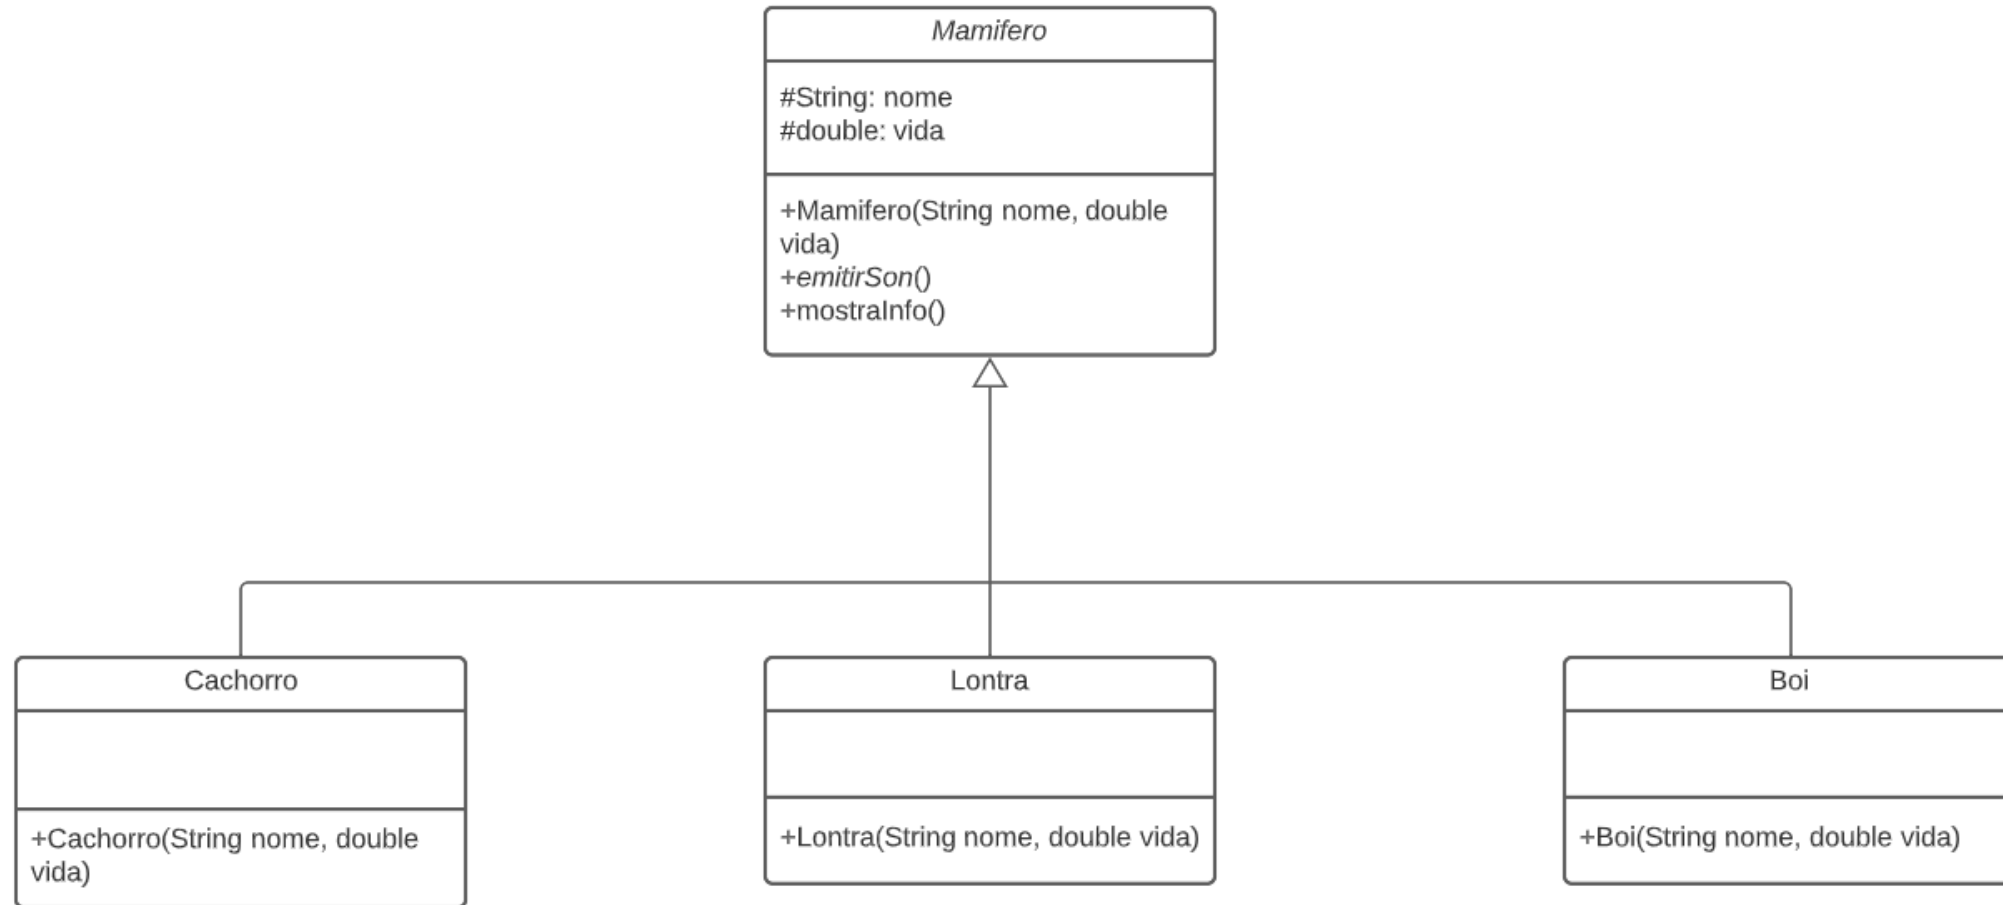 Mamifero
#String: nome
#double: vida
+Mamifero(String nome, double
vida)
+emitirSon()
+mostraInfo()
Cachorro
+Cachorro(String nome, double
vida)
Lontra
+Lontra(String nome, double vida)
Boi
+Boi(String nome, double vida)